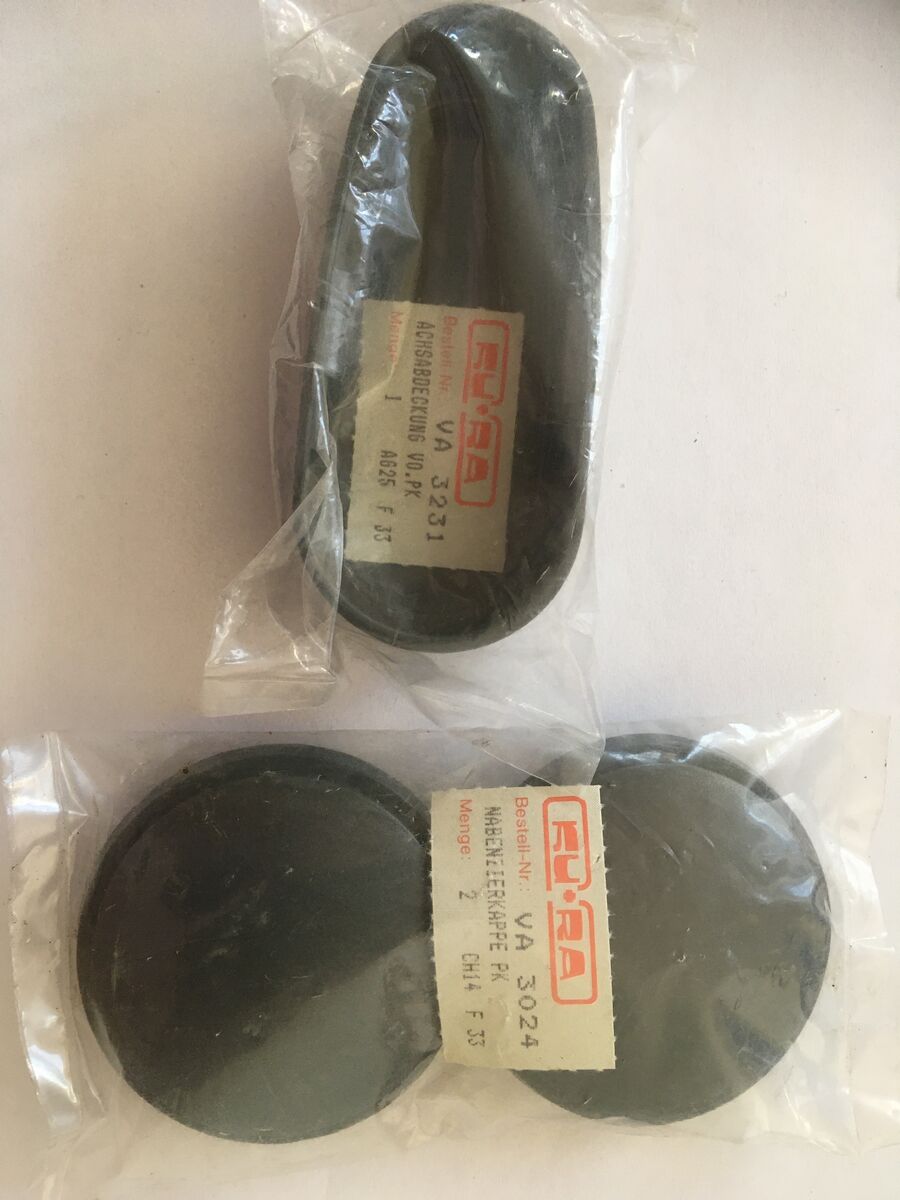 KU·RA
Bestell-Nr. VA 3231
ACHSABDECKUNG VO.PK
Menge: 1 A625 F 33
KU·RA
Bestell-Nr.: VA 3024
NABENZIERKAPPE PK
Menge: 2 CH14 F 33